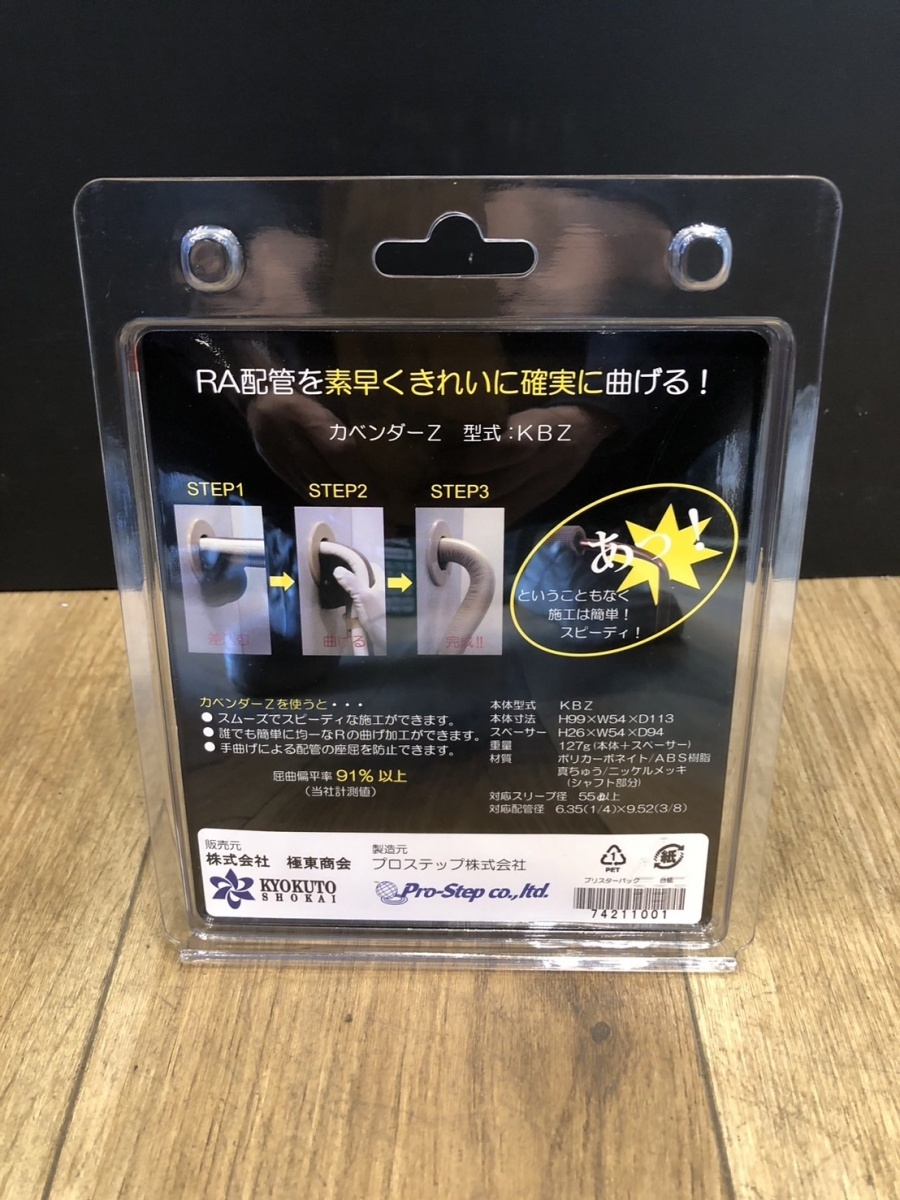 RA配管を素早くきれいに確実に曲げる！
カベンダーZ 型式：KBZ
STEP1
STEP2
STEP3
差込む
曲げる
完成!!
あっ！
ということもなく
施工は簡単！
スピーディ！
カベンダーZを使うと・・・
●スムーズでスピーディな施工ができます。
●誰でも簡単に均一なRの曲げ加工ができます。
●手曲げによる配管の座屈を防止できます。
屈曲偏平率 91% 以上
（当社計測値）
本体型式 KBZ
本体寸法 H99×W54×D113
スペーサー H26×W54×D94
重量 127g（本体＋スペーサー）
材質 ポリカーボネイト/ABS樹脂
真ちゅう/ニッケルメッキ
（シャフト部分）
対応スリーブ径 55φ以上
対応配管径 6.35(1/4)×9.52(3/8)
販売元
株式会社 極東商会
KYOKUTO
SHOKAI
製造元
プロステップ株式会社
Pro-Step co.,ltd.
1
PET
ブリスターパック
紙
台紙
74211001